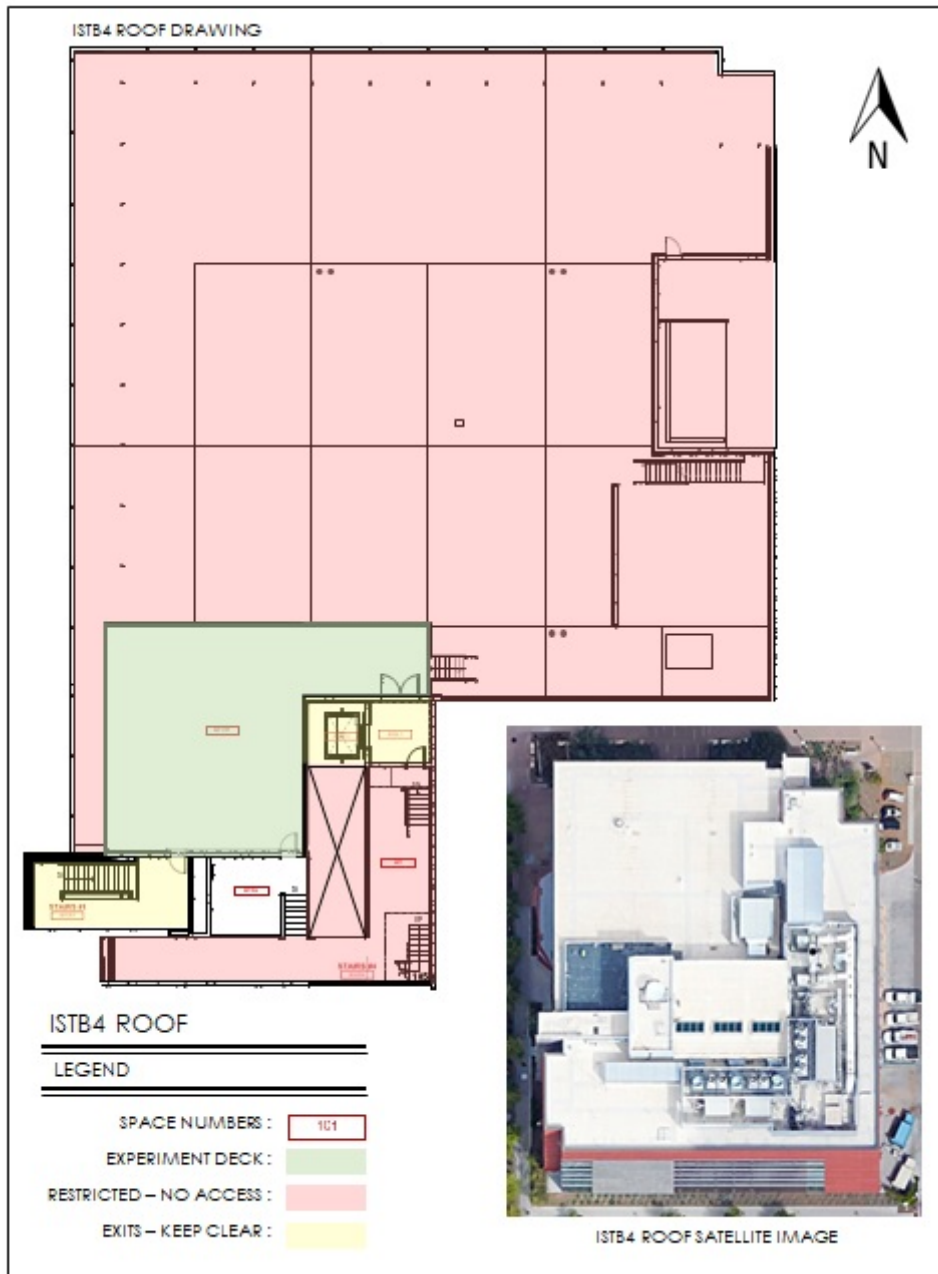 ISTB4 ROOF DRAWING
N
UP
ISTB4 ROOF
LEGEND
SPACE NUMBERS :
101
EXPERIMENT DECK :
RESTRICTED – NO ACCESS :
EXITS – KEEP CLEAR :
ISTB4 ROOF SATELLITE IMAGE